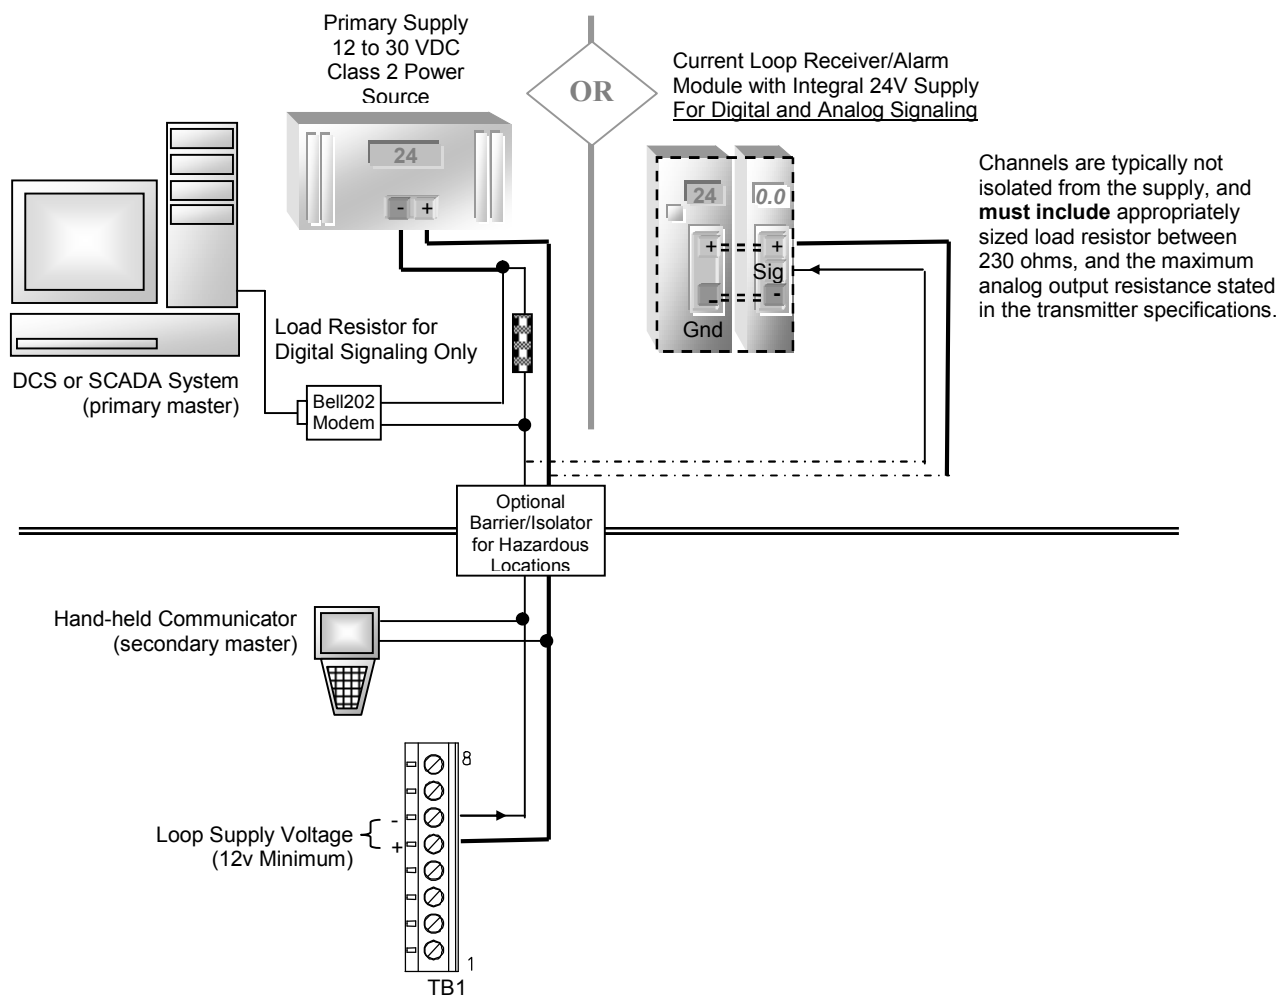 Primary Supply
12 to 30 VDC
Class 2 Power
Source
OR
Current Loop Receiver/Alarm
Module with Integral 24V Supply
For Digital and Analog Signaling
24
- +
24
0.0
+ +
Sig
- -
Gnd
Channels are typically not
isolated from the supply, and
must include appropriately
sized load resistor between
230 ohms, and the maximum
analog output resistance stated
in the transmitter specifications.
Load Resistor for
Digital Signaling Only
DCS or SCADA System
(primary master)
Bell202
Modem
Optional
Barrier/Isolator
for Hazardous
Locations
Hand-held Communicator
(secondary master)
8
Loop Supply Voltage
(12v Minimum)
-
+
1
TB1